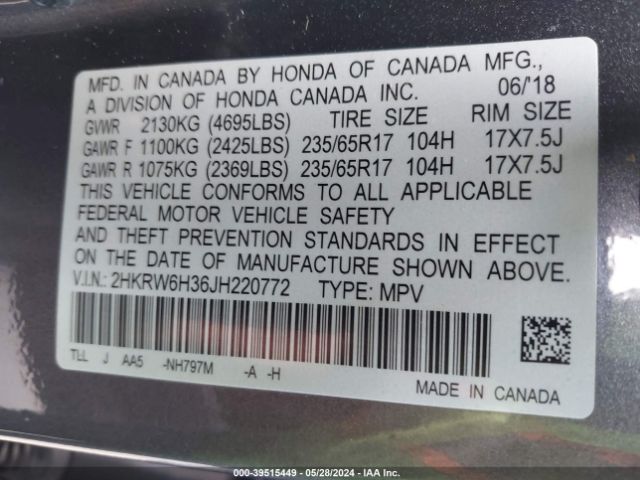 MFD. IN CANADA BY HONDA OF CANADA MFG.,
A DIVISION OF HONDA CANADA INC. 06/'18
GVWR 2130KG (4695LBS) TIRE SIZE RIM SIZE
GAWR F 1100KG (2425LBS) 235/65R17 104H 17X7.5J
GAWR R 1075KG (2369LBS) 235/65R17 104H 17X7.5J
THIS VEHICLE CONFORMS TO ALL APPLICABLE
FEDERAL MOTOR VEHICLE SAFETY
AND THEFT PREVENTION STANDARDS IN EFFECT
ON THE DATE OF MANUFACTURE SHOWN ABOVE.
V.I.N.: 2HKRW6H36JH220772 TYPE: MPV
TLL J AA5 -NH797M -A -H
MADE IN CANADA
000-39515449 - 05/28/2024 - IAA Inc.